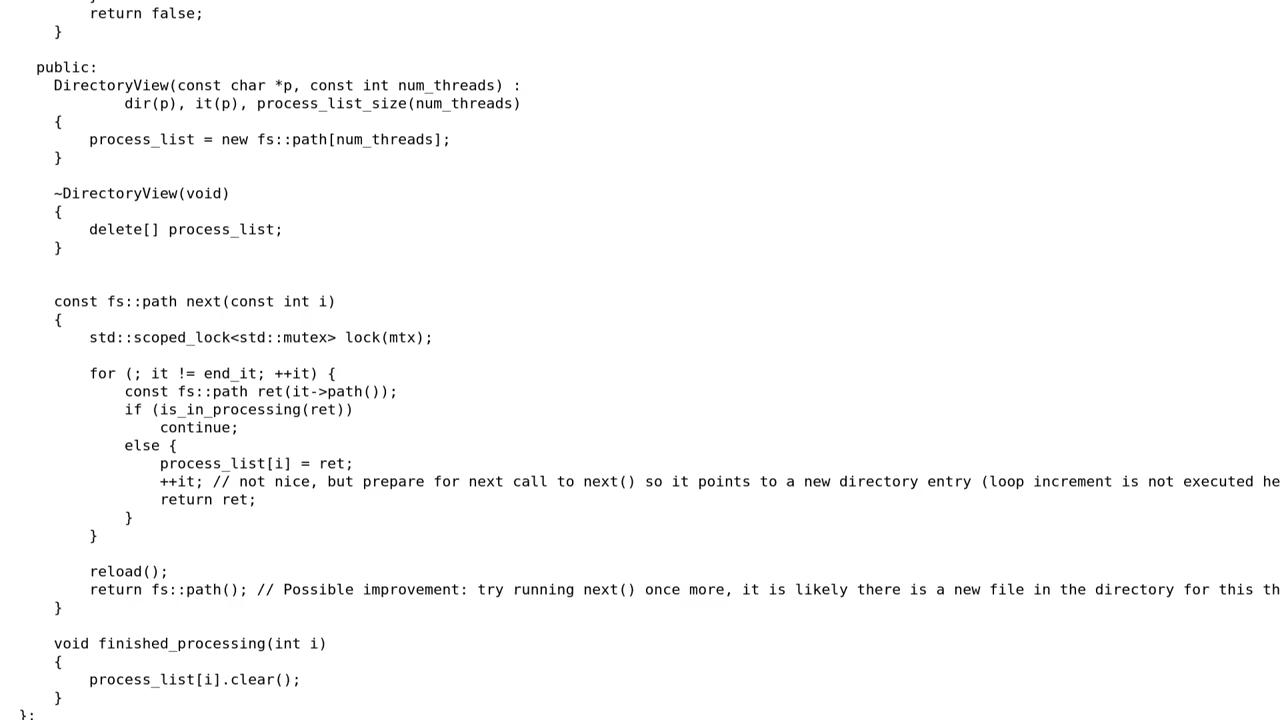 return false;
}
public:
DirectoryView(const char *p, const int num_threads) :
dir(p), it(p), process_list_size(num_threads)
{
process_list = new fs::path[num_threads];
}
~DirectoryView(void)
{
delete[] process_list;
}
const fs::path next(const int i)
{
std::scoped_lock<std::mutex> lock(mtx);
for (; it != end_it; ++it) {
const fs::path ret(it->path());
if (is_in_processing(ret))
continue;
else {
process_list[i] = ret;
++it; // not nice, but prepare for next call to next() so it points to a new directory entry (loop increment is not executed he
return ret;
}
}
reload();
return fs::path(); // Possible improvement: try running next() once more, it is likely there is a new file in the directory for this th
}
void finished_processing(int i)
{
process_list[i].clear();
}
};